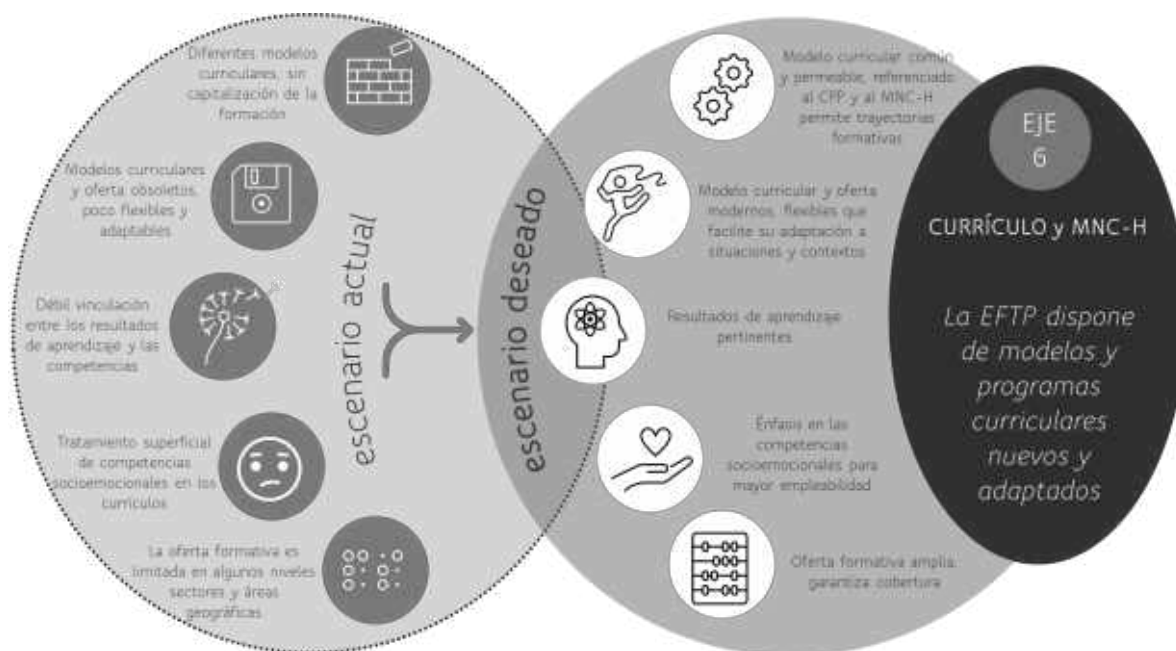 Diferentes modelos
curriculares, sin
capitalización de la
formación
Modelos curriculares
y oferta obsoletos,
poco flexibles y
adaptables
Débil vinculación
entre los resultados
de aprendizaje y las
competencias
Tratamiento superficial
de competencias
socioemocionales en los
currículos
La oferta formativa es
limitada en algunos niveles
sectores y áreas
geográficas
escenario actual
escenario deseado
Modelo curricular común
y permeable, referenciado
al CPP y al MNC-H
permite trayectorias
formativas
Modelo curricular y oferta
modernos, flexibles que
facilite su adaptación a
situaciones y contextos
Resultados de aprendizaje
pertinentes
Énfasis en las
competencias
socioemocionales para
mayor empleabilidad
Oferta formativa amplia,
garantiza cobertura
EJE
6
CURRÍCULO y MNC-H
La EFTP dispone
de modelos y
programas
curriculares
nuevos y
adaptados